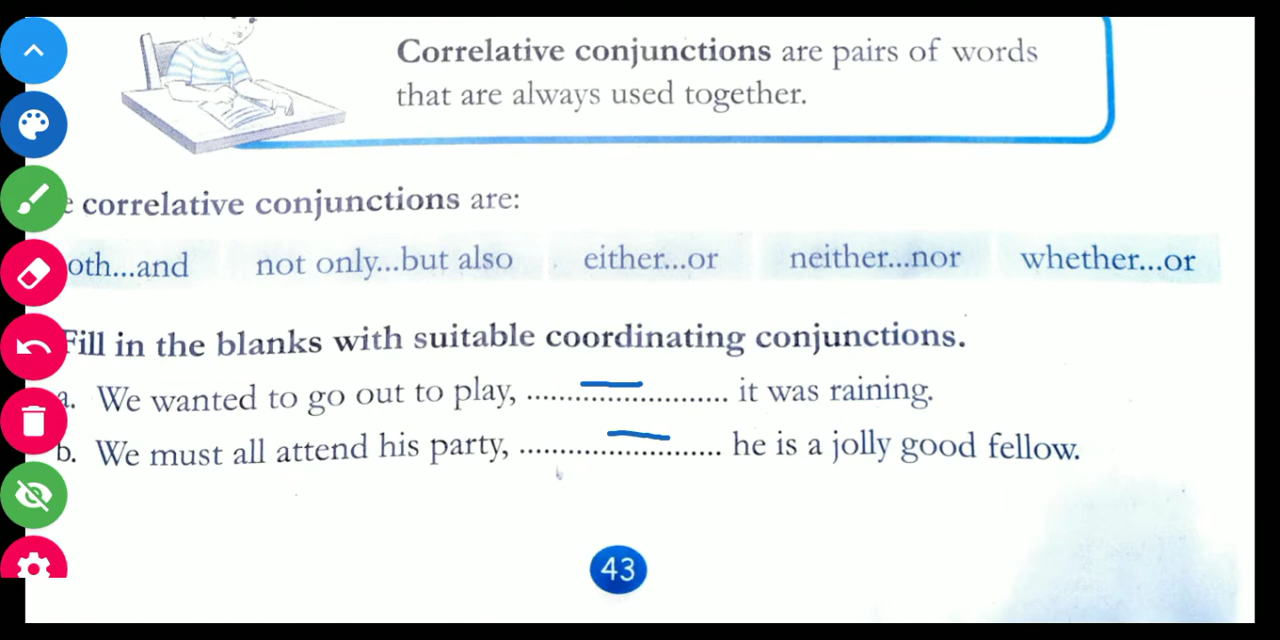 Correlative conjunctions are pairs of words
that are always used together.
e correlative conjunctions are:
oth...and not only...but also either...or neither...nor whether...or
Fill in the blanks with suitable coordinating conjunctions.
a. We wanted to go out to play, ........................ it was raining.
b. We must all attend his party, ........................ he is a jolly good fellow.
43